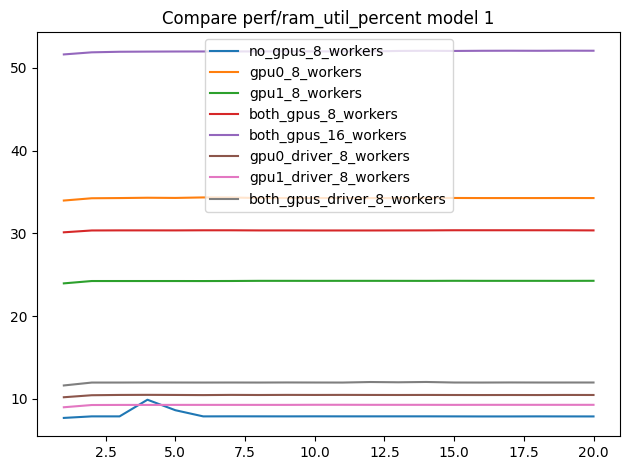 Compare perf/ram_util_percent model 1
50
40
30
20
10
no_gpus_8_workers
gpu0_8_workers
gpu1_8_workers
both_gpus_8_workers
both_gpus_16_workers
gpu0_driver_8_workers
gpu1_driver_8_workers
both_gpus_driver_8_workers
2.5 5.0 7.5 10.0 12.5 15.0 17.5 20.0